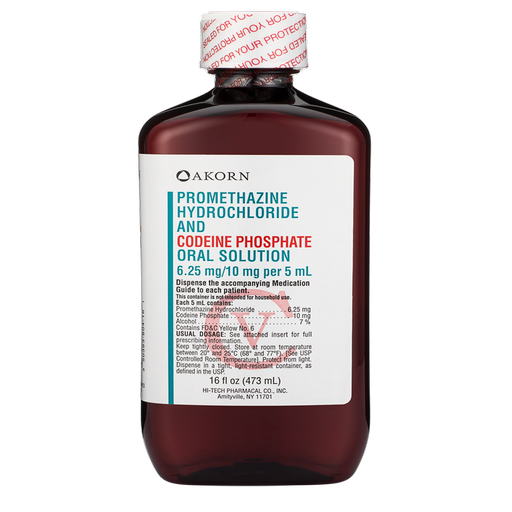 SEALED FOR YOUR PROTECTION
AKORN
PROMETHAZINE
HYDROCHLORIDE
AND
CODEINE PHOSPHATE
ORAL SOLUTION
6.25 mg/10 mg per 5 mL
Dispense the accompanying Medication
Guide to each patient.
This container is not intended for household use.
Each 5 mL contains:
Promethazine Hydrochloride . . . . . . . . 6.25 mg
Codeine Phosphate . . . . . . . . 10 mg
Alcohol . . . . . . . . 7 %
Contains FD&C Yellow No. 6
USUAL DOSAGE: See attached insert for full
prescribing information.
Keep tightly closed. Store at room temperature
between 20° and 25°C (68° and 77°F). [See USP
Controlled Room Temperature]. Protect from light.
Dispense in a tight, light-resistant container, as
defined in the USP.
CV
16 fl oz (473 mL)
HI-TECH PHARMACAL CO., INC.
Amityville, NY 11701